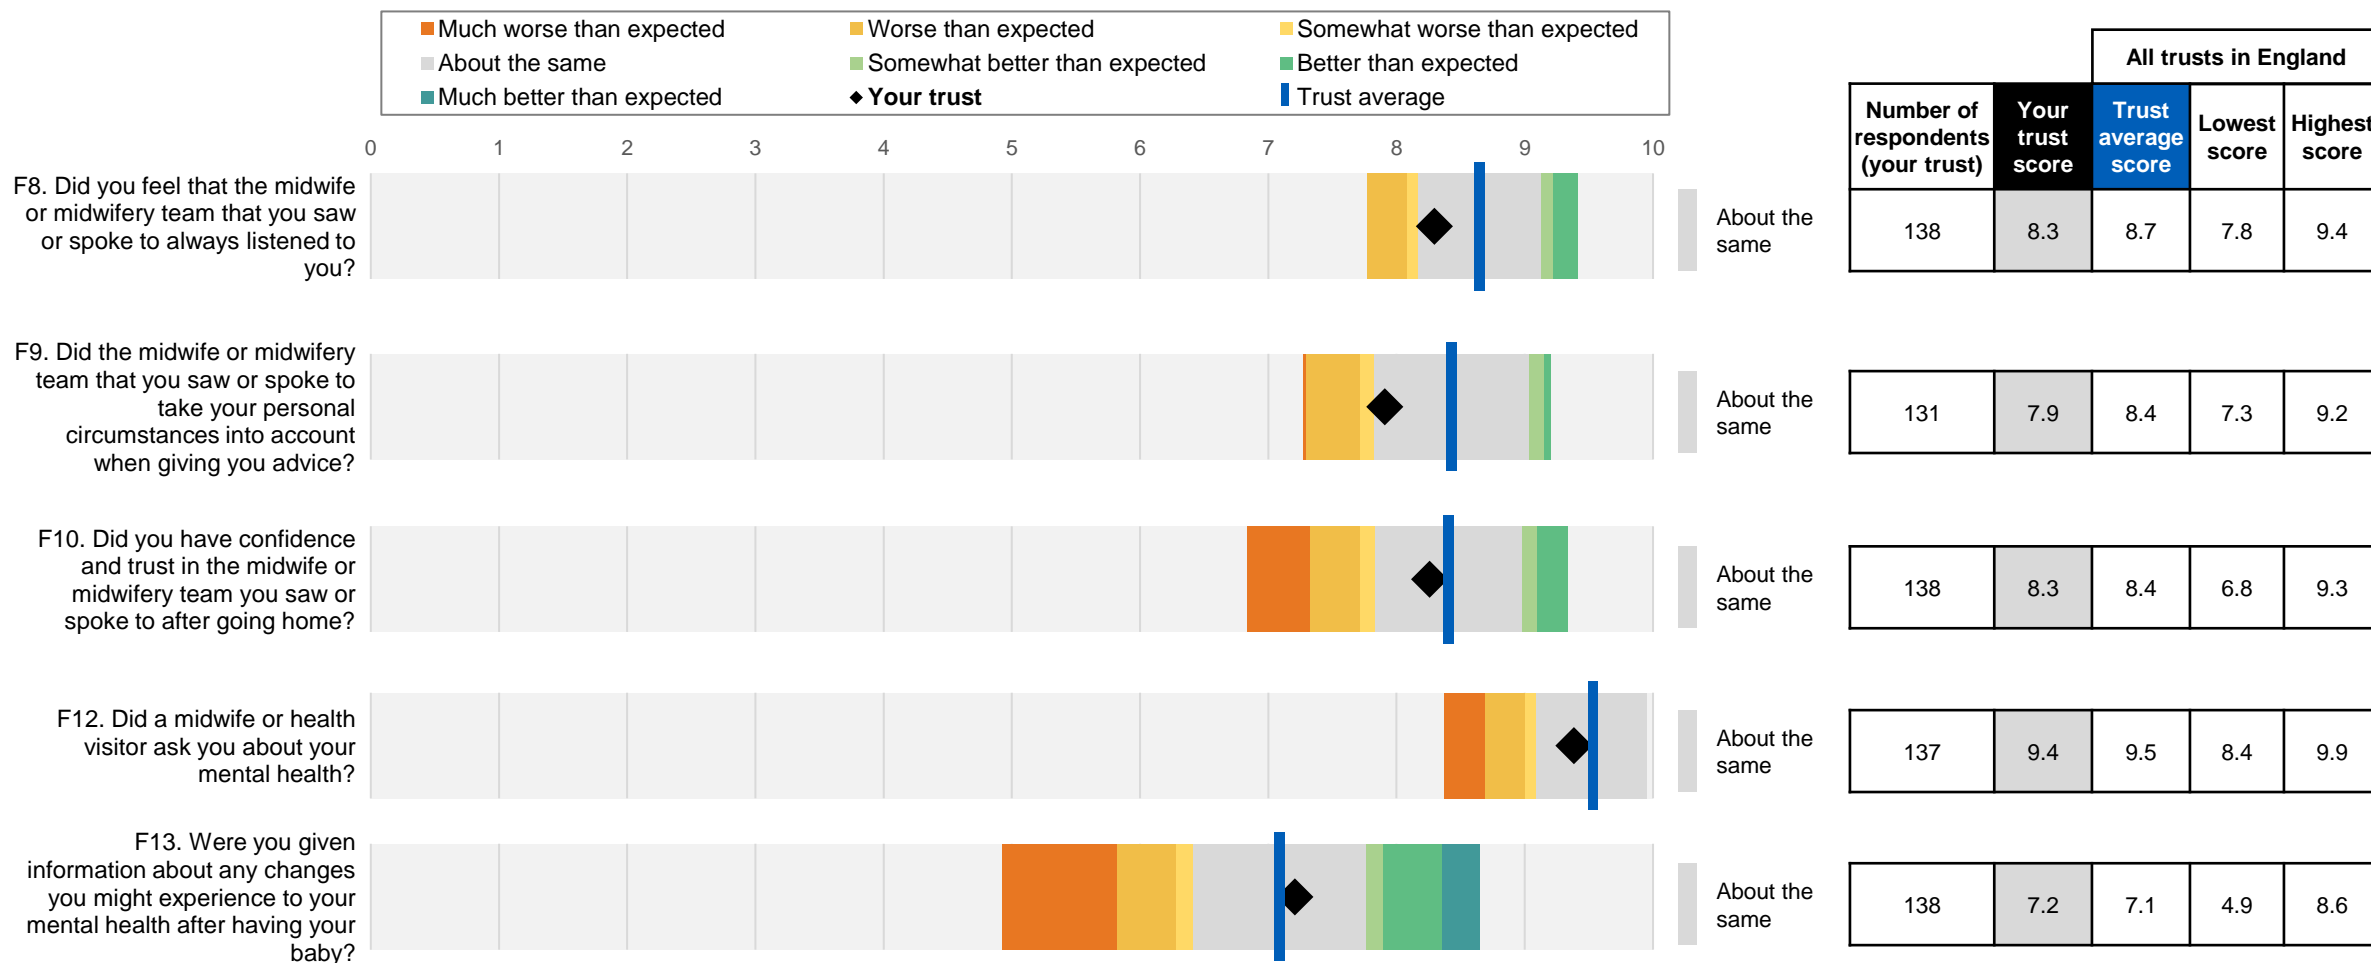 Much worse than expected
Worse than expected
Somewhat worse than expected
About the same
Somewhat better than expected
Better than expected
Much better than expected
Your trust
Trust average
All trusts in England
Number of
respondents
(your trust)
Your
trust
score
Trust
average
score
Lowest
score
Highest
score
0 1 2 3 4 5 6 7 8 9 10
F8. Did you feel that the midwife
or midwifery team that you saw
or spoke to always listened to
you?
About the
same
138 8.3 8.7 7.8 9.4
F9. Did the midwife or midwifery
team that you saw or spoke to
take your personal
circumstances into account
when giving you advice?
About the
same
131 7.9 8.4 7.3 9.2
F10. Did you have confidence
and trust in the midwife or
midwifery team you saw or
spoke to after going home?
About the
same
138 8.3 8.4 6.8 9.3
F12. Did a midwife or health
visitor ask you about your
mental health?
About the
same
137 9.4 9.5 8.4 9.9
F13. Were you given
information about any changes
you might experience to your
mental health after having your
baby?
About the
same
138 7.2 7.1 4.9 8.6